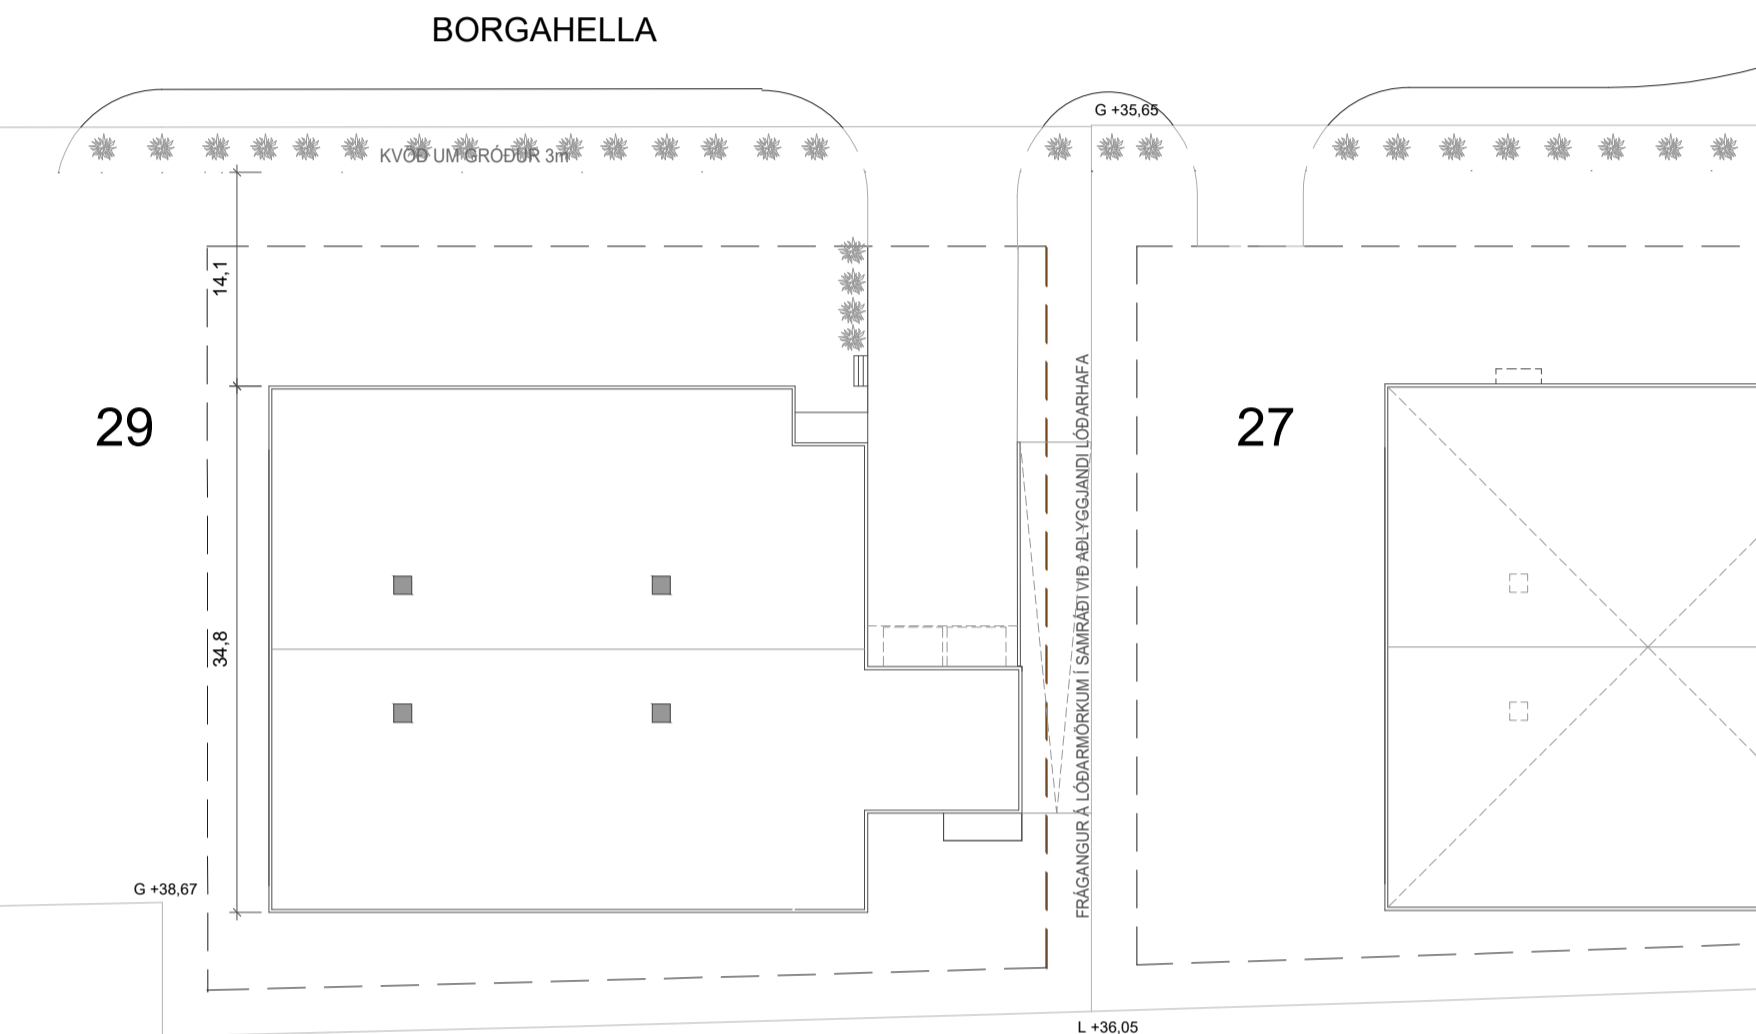 BORGAHELLA
G +35,65
KVÖÐ UM GRÓÐUR 3m
14,1
29
27
34,8
FRÁGANGUR Á LÓÐARMÖRKUM Í SAMRÁÐI VIÐ AÐLYGGJANDI LÓÐARHAFA
G +38,67
L +36,05